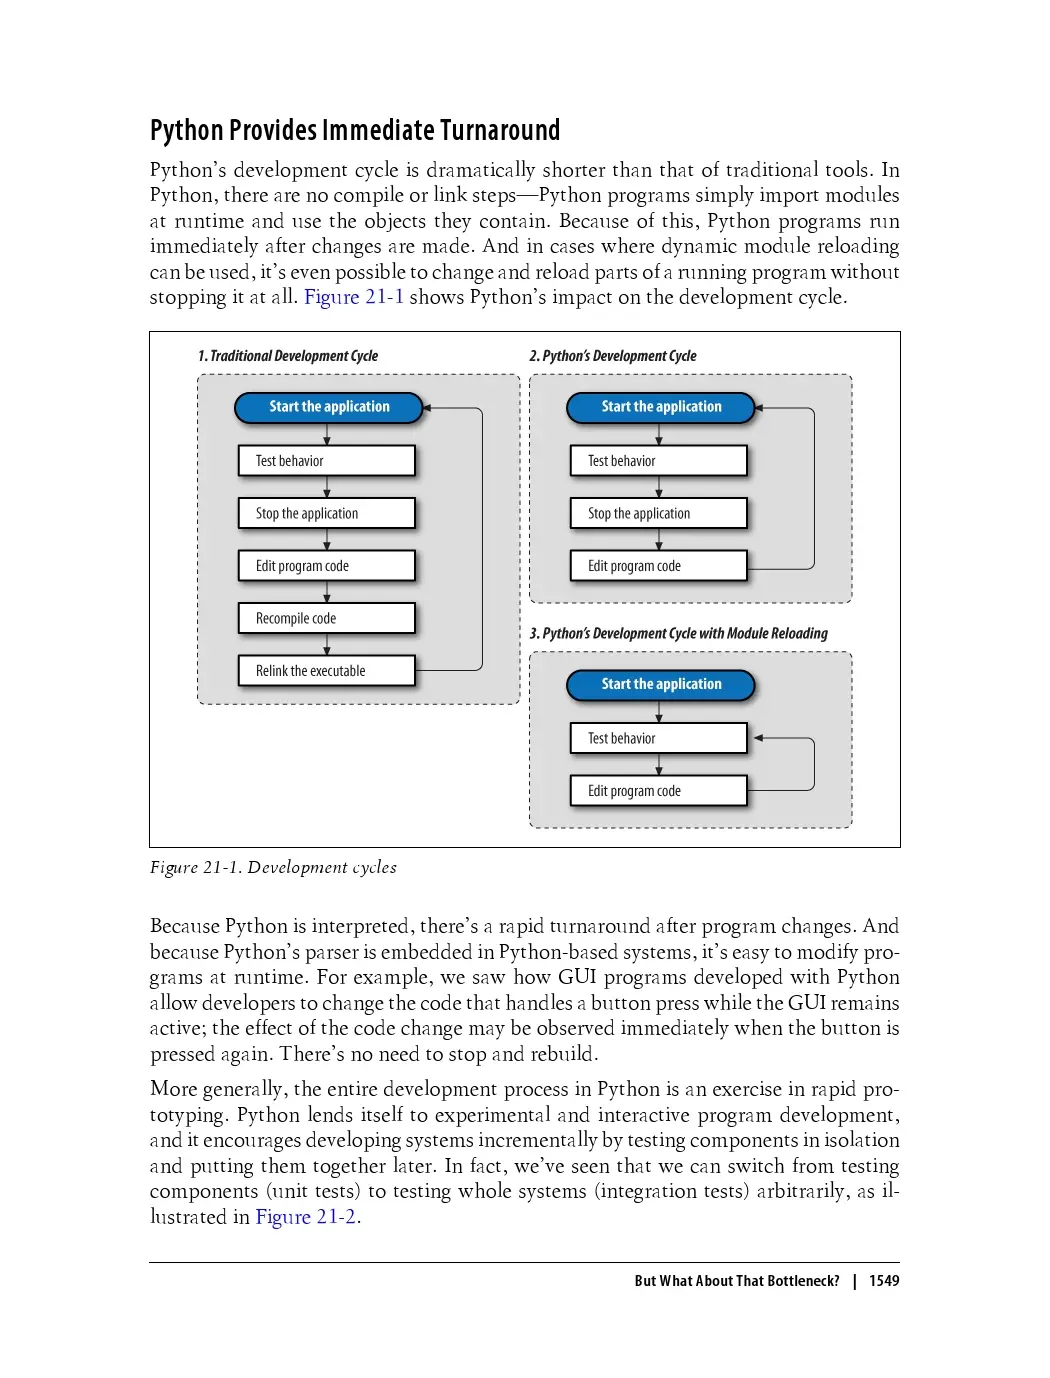 Python Provides Immediate Turnaround
Python’s development cycle is dramatically shorter than that of traditional tools. In
Python, there are no compile or link steps—Python programs simply import modules
at runtime and use the objects they contain. Because of this, Python programs run
immediately after changes are made. And in cases where dynamic module reloading
can be used, it’s even possible to change and reload parts of a running program without
stopping it at all. Figure 21-1 shows Python’s impact on the development cycle.
1. Traditional Development Cycle
Start the application
Test behavior
Stop the application
Edit program code
Recompile code
Relink the executable
2. Python’s Development Cycle
Start the application
Test behavior
Stop the application
Edit program code
3. Python’s Development Cycle with Module Reloading
Start the application
Test behavior
Edit program code
Figure 21-1. Development cycles
Because Python is interpreted, there’s a rapid turnaround after program changes. And
because Python’s parser is embedded in Python-based systems, it’s easy to modify pro-
grams at runtime. For example, we saw how GUI programs developed with Python
allow developers to change the code that handles a button press while the GUI remains
active; the effect of the code change may be observed immediately when the button is
pressed again. There’s no need to stop and rebuild.
More generally, the entire development process in Python is an exercise in rapid pro-
totyping. Python lends itself to experimental and interactive program development,
and it encourages developing systems incrementally by testing components in isolation
and putting them together later. In fact, we’ve seen that we can switch from testing
components (unit tests) to testing whole systems (integration tests) arbitrarily, as il-
lustrated in Figure 21-2.
But What About That Bottleneck? | 1549